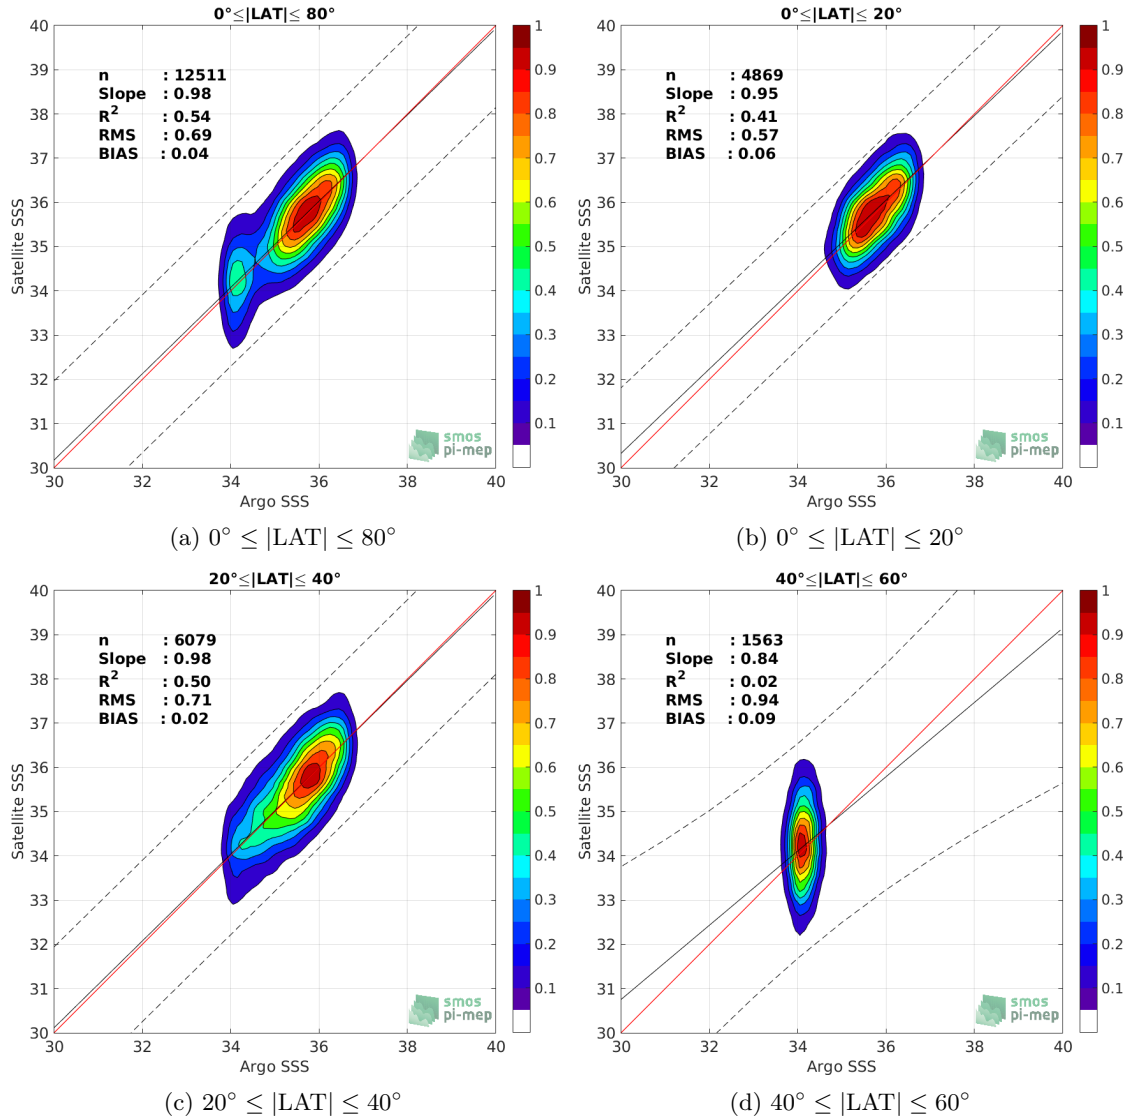 0°≤|LAT|≤ 80°
n : 12511
Slope : 0.98
R² : 0.54
RMS : 0.69
BIAS : 0.04
40
39
38
37
36
35
34
33
32
31
30
Satellite SSS
30 32 34 36 38 40
Argo SSS
1
0.9
0.8
0.7
0.6
0.5
0.4
0.3
0.2
0.1
smos
pi-mep
(a) 0° ≤ |LAT| ≤ 80°
0°≤|LAT|≤ 20°
n : 4869
Slope : 0.95
R² : 0.41
RMS : 0.57
BIAS : 0.06
40
39
38
37
36
35
34
33
32
31
30
Satellite SSS
30 32 34 36 38 40
Argo SSS
1
0.9
0.8
0.7
0.6
0.5
0.4
0.3
0.2
0.1
smos
pi-mep
(b) 0° ≤ |LAT| ≤ 20°
20°≤|LAT|≤ 40°
n : 6079
Slope : 0.98
R² : 0.50
RMS : 0.71
BIAS : 0.02
40
39
38
37
36
35
34
33
32
31
30
Satellite SSS
30 32 34 36 38 40
Argo SSS
1
0.9
0.8
0.7
0.6
0.5
0.4
0.3
0.2
0.1
smos
pi-mep
(c) 20° ≤ |LAT| ≤ 40°
40°≤|LAT|≤ 60°
n : 1563
Slope : 0.84
R² : 0.02
RMS : 0.94
BIAS : 0.09
40
39
38
37
36
35
34
33
32
31
30
Satellite SSS
30 32 34 36 38 40
Argo SSS
1
0.9
0.8
0.7
0.6
0.5
0.4
0.3
0.2
0.1
smos
pi-mep
(d) 40° ≤ |LAT| ≤ 60°